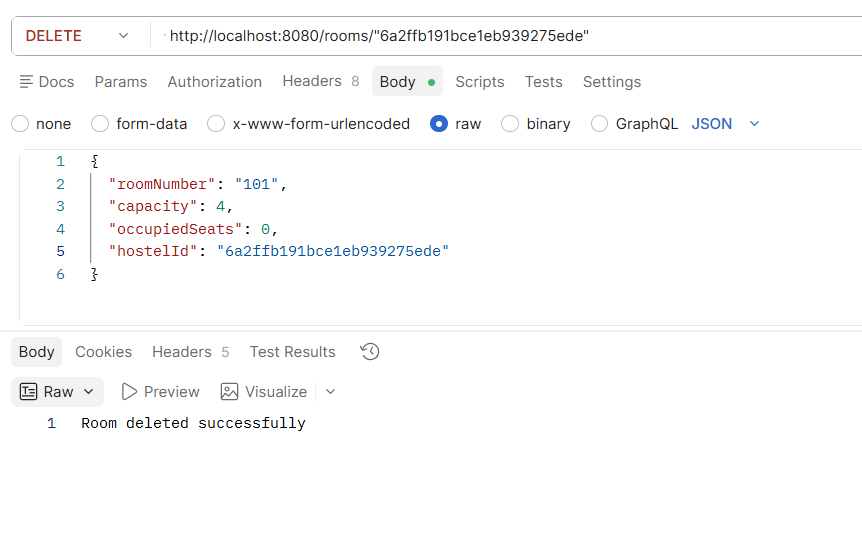 DELETE http://localhost:8080/rooms/"6a2ffb191bce1eb939275ede"
Docs Params Authorization Headers 8 Body Scripts Tests Settings
none form-data x-www-form-urlencoded raw binary GraphQL JSON
1 {
2 "roomNumber": "101",
3 "capacity": 4,
4 "occupiedSeats": 0,
5 "hostelId": "6a2ffb191bce1eb939275ede"
6 }
Body Cookies Headers 5 Test Results
Raw Preview Visualize
1 Room deleted successfully